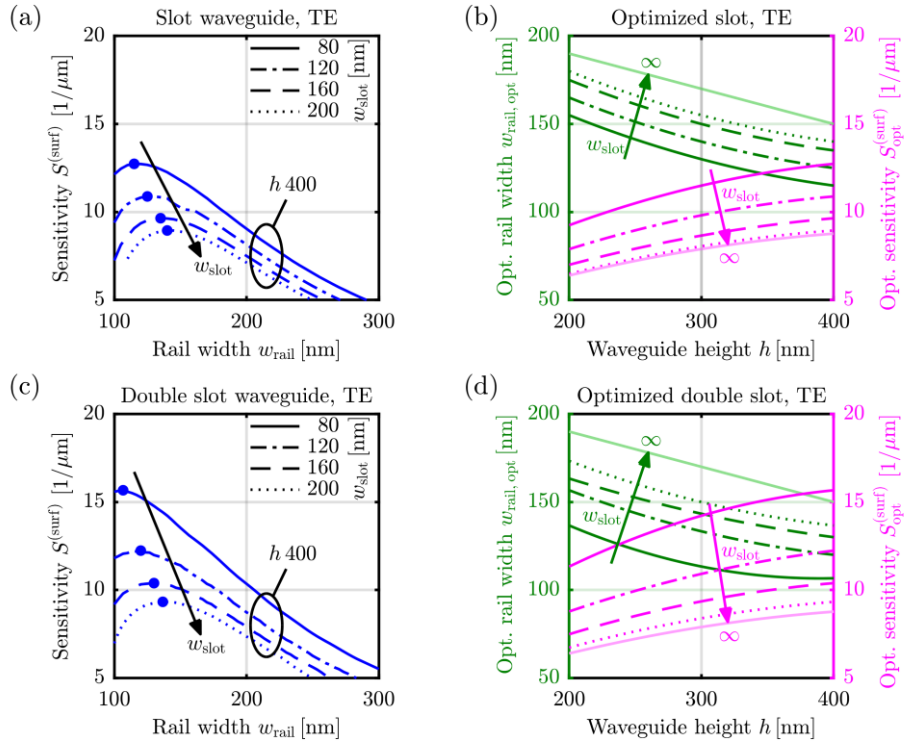 (a)
Slot waveguide, TE
Sensitivity S^(surf) [1/μm]
20
15
10
5
80
120
160
200
w_slot [nm]
h 400
w_slot
100
200
300
Rail width w_rail [nm]
(b)
Optimized slot, TE
Opt. rail width w_rail, opt [nm]
200
150
100
50
∞
w_slot
w_slot
∞
20
15
10
5
Opt. sensitivity S_opt^(surf) [1/μm]
200
300
400
Waveguide height h [nm]
(c)
Double slot waveguide, TE
Sensitivity S^(surf) [1/μm]
20
15
10
5
80
120
160
200
w_slot [nm]
h 400
w_slot
100
200
300
Rail width w_rail [nm]
(d)
Optimized double slot, TE
Opt. rail width w_rail, opt [nm]
200
150
100
50
∞
w_slot
w_slot
∞
20
15
10
5
Opt. sensitivity S_opt^(surf) [1/μm]
200
300
400
Waveguide height h [nm]